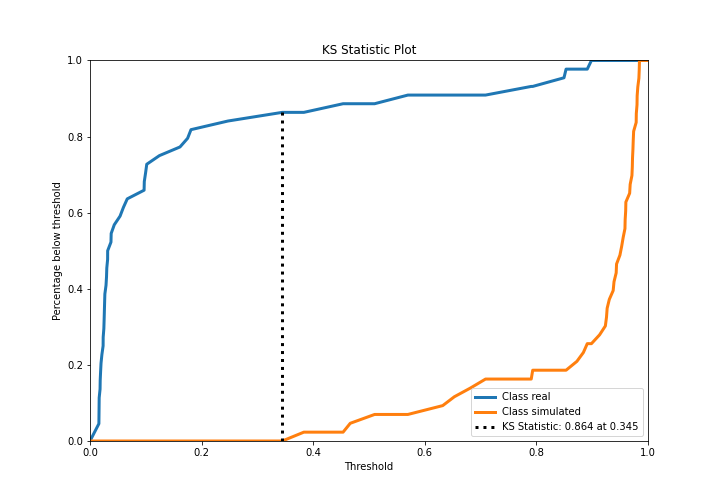 KS Statistic Plot
1.0
0.8
0.6
0.4
0.2
0.0
Percentage below threshold
0.0 0.2 0.4 0.6 0.8 1.0
Threshold
Class real
Class simulated
KS Statistic: 0.864 at 0.345